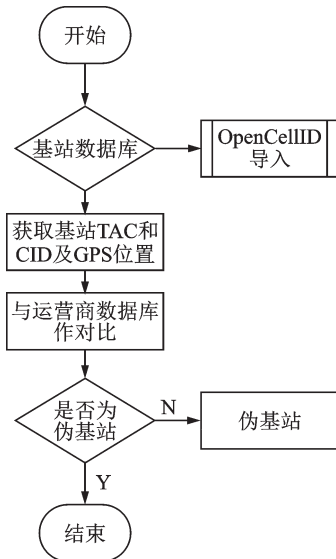 开始
基站数据库
OpenCellID
导入
获取基站TAC和
CID及GPS位置
与运营商数据库
作对比
是否为
伪基站
N
伪基站
Y
结束